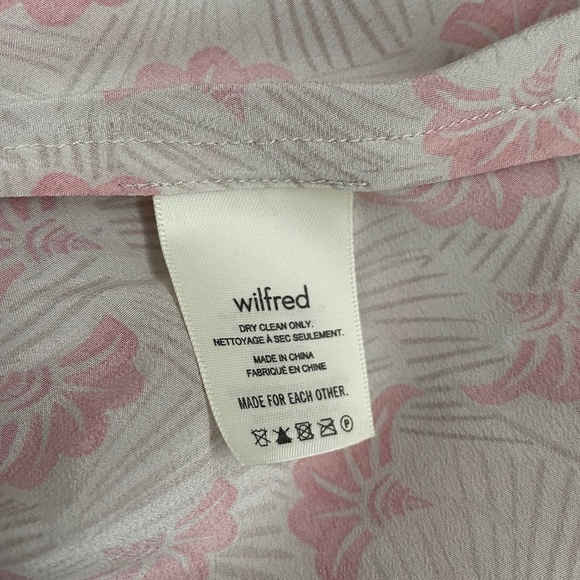 wilfred
DRY CLEAN ONLY.
NETTOYAGE À SEC SEULEMENT.
MADE IN CHINA
FABRIQUÉ EN CHINE
MADE FOR EACH OTHER.
P